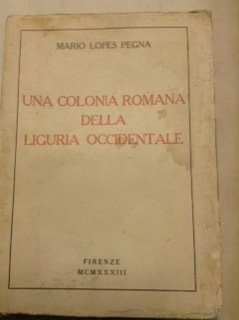 MARIO LOPES PEGNA
UNA COLONIA ROMANA
DELLA
LIGURIA OCCIDENTALE
FIRENZE
MCMXXXIII